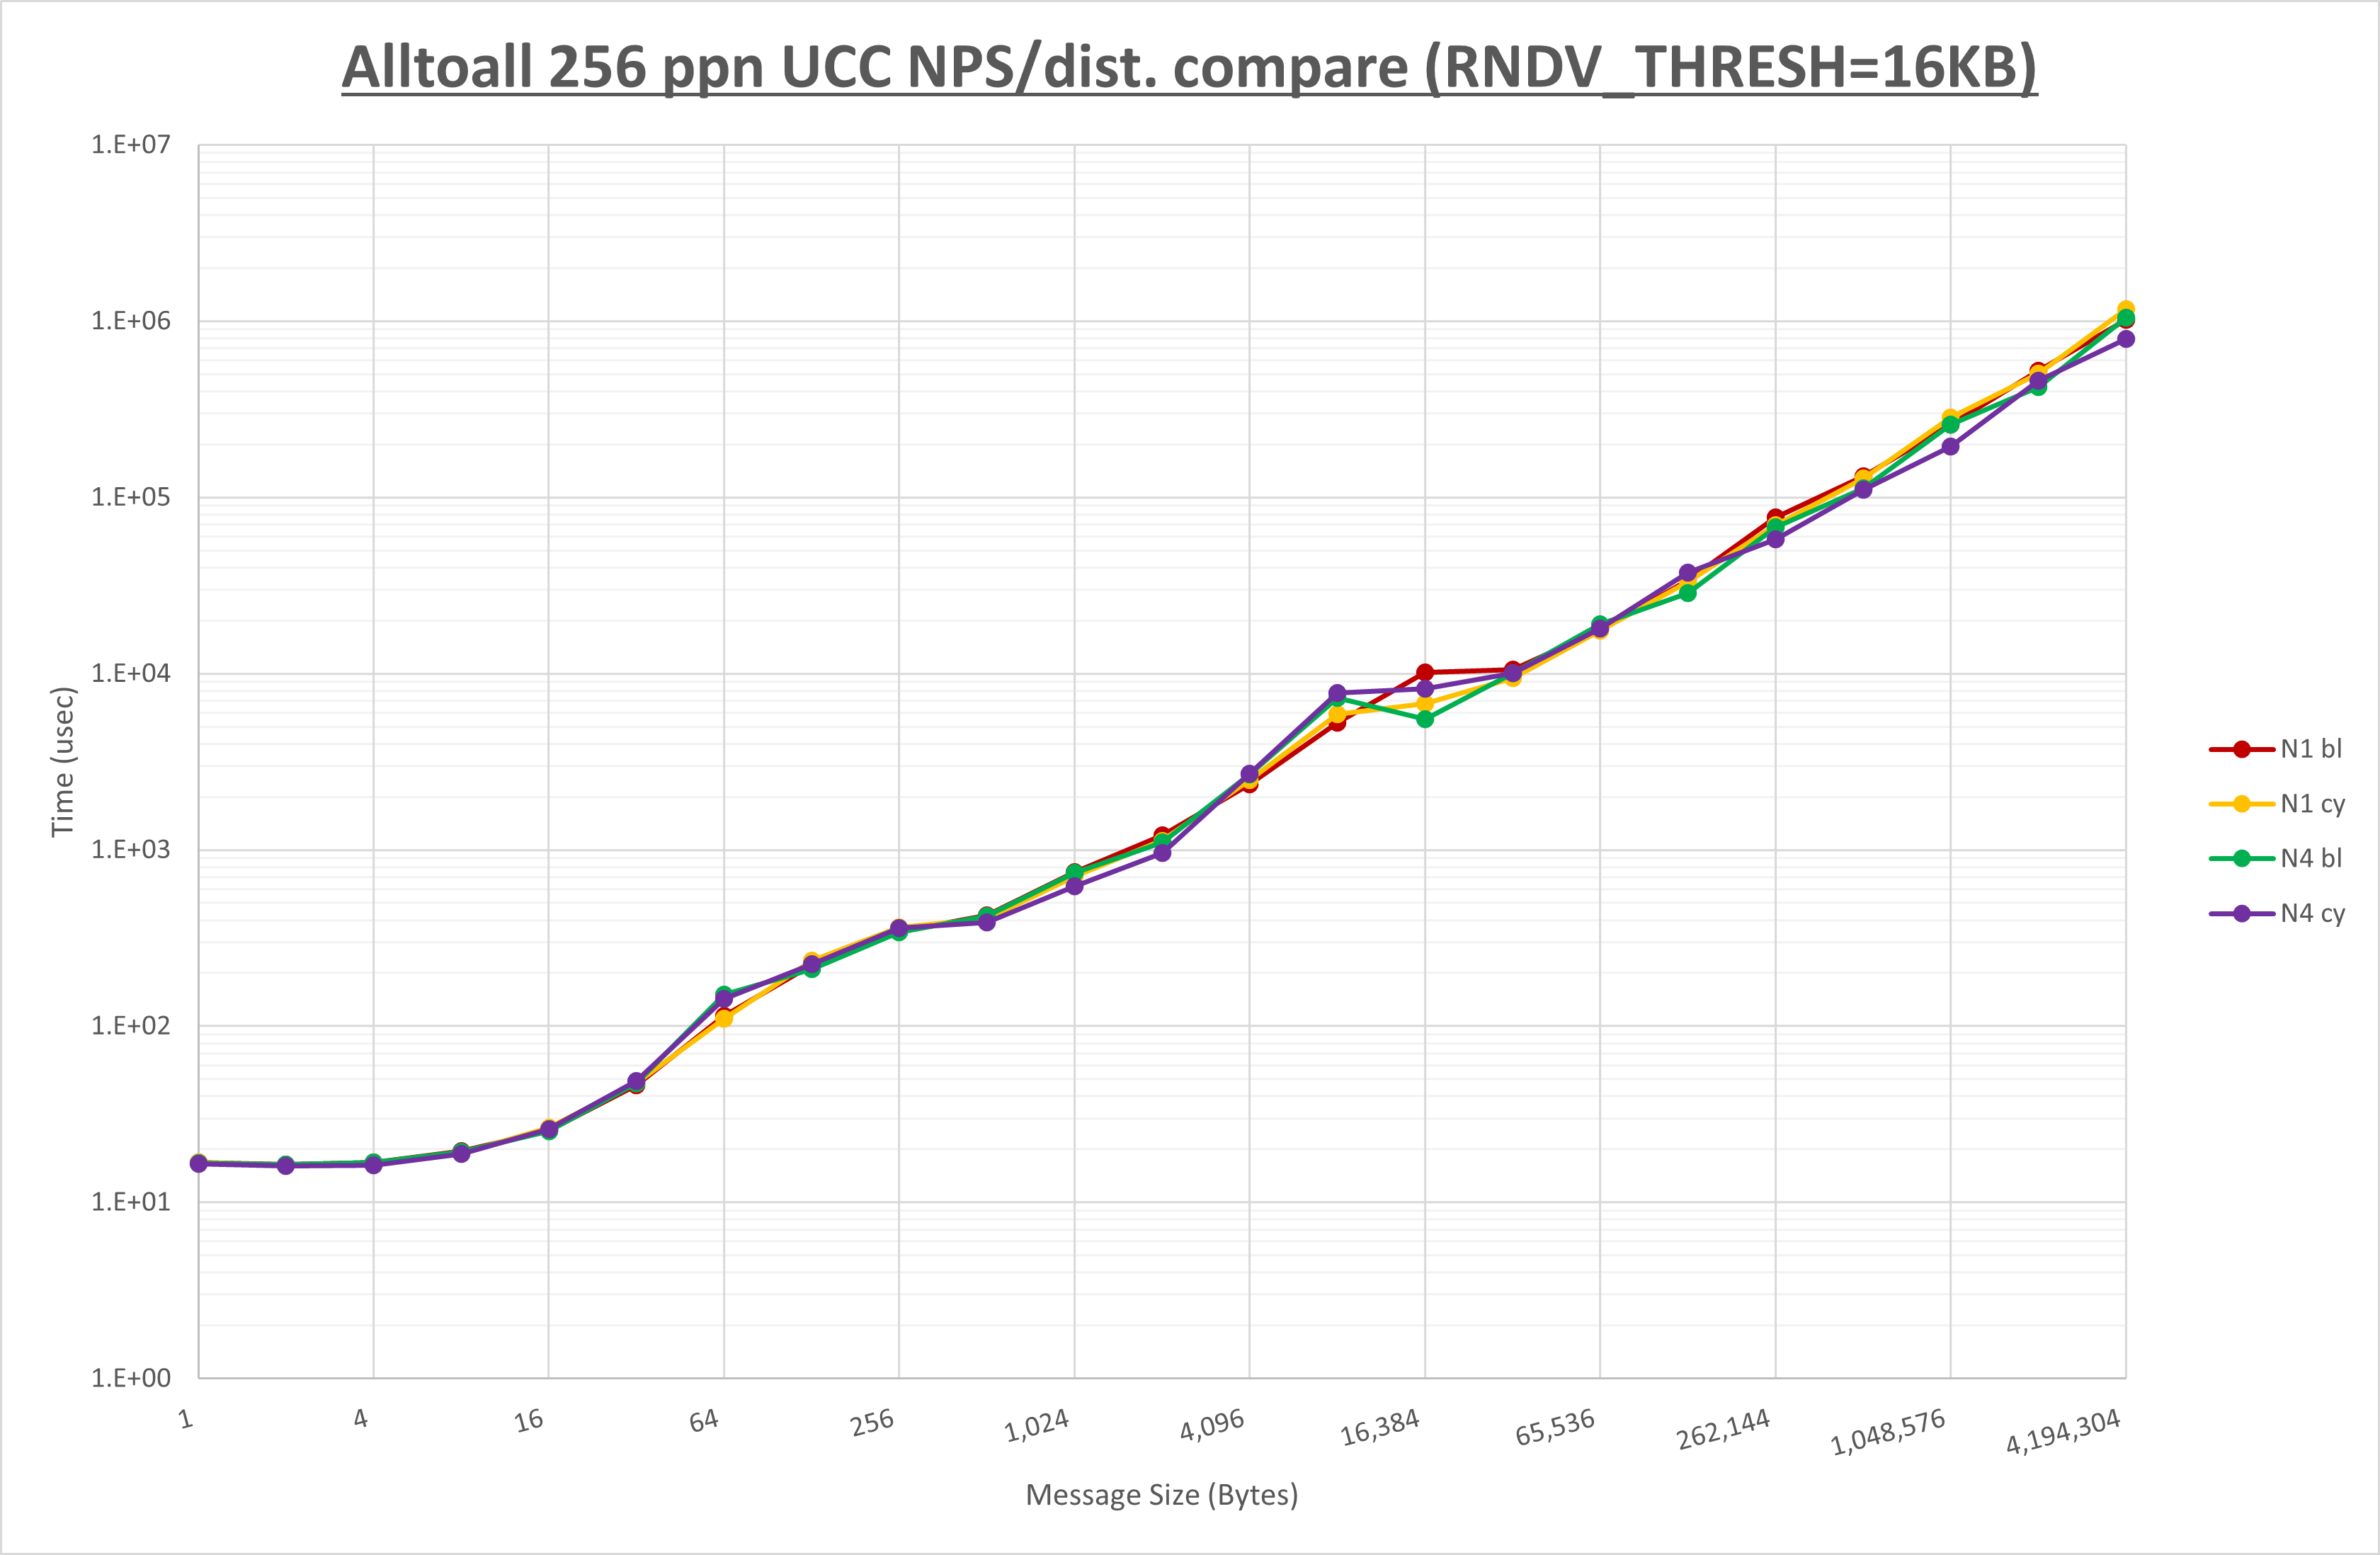 Alltoall 256 ppn UCC NPS/dist. compare (RNDV_THRESH=16KB)
1.E+07
1.E+06
1.E+05
1.E+04
1.E+03
1.E+02
1.E+01
1.E+00
Time (usec)
1
4
16
64
256
1,024
4,096
16,384
65,536
262,144
1,048,576
4,194,304
Message Size (Bytes)
N1 bl
N1 cy
N4 bl
N4 cy